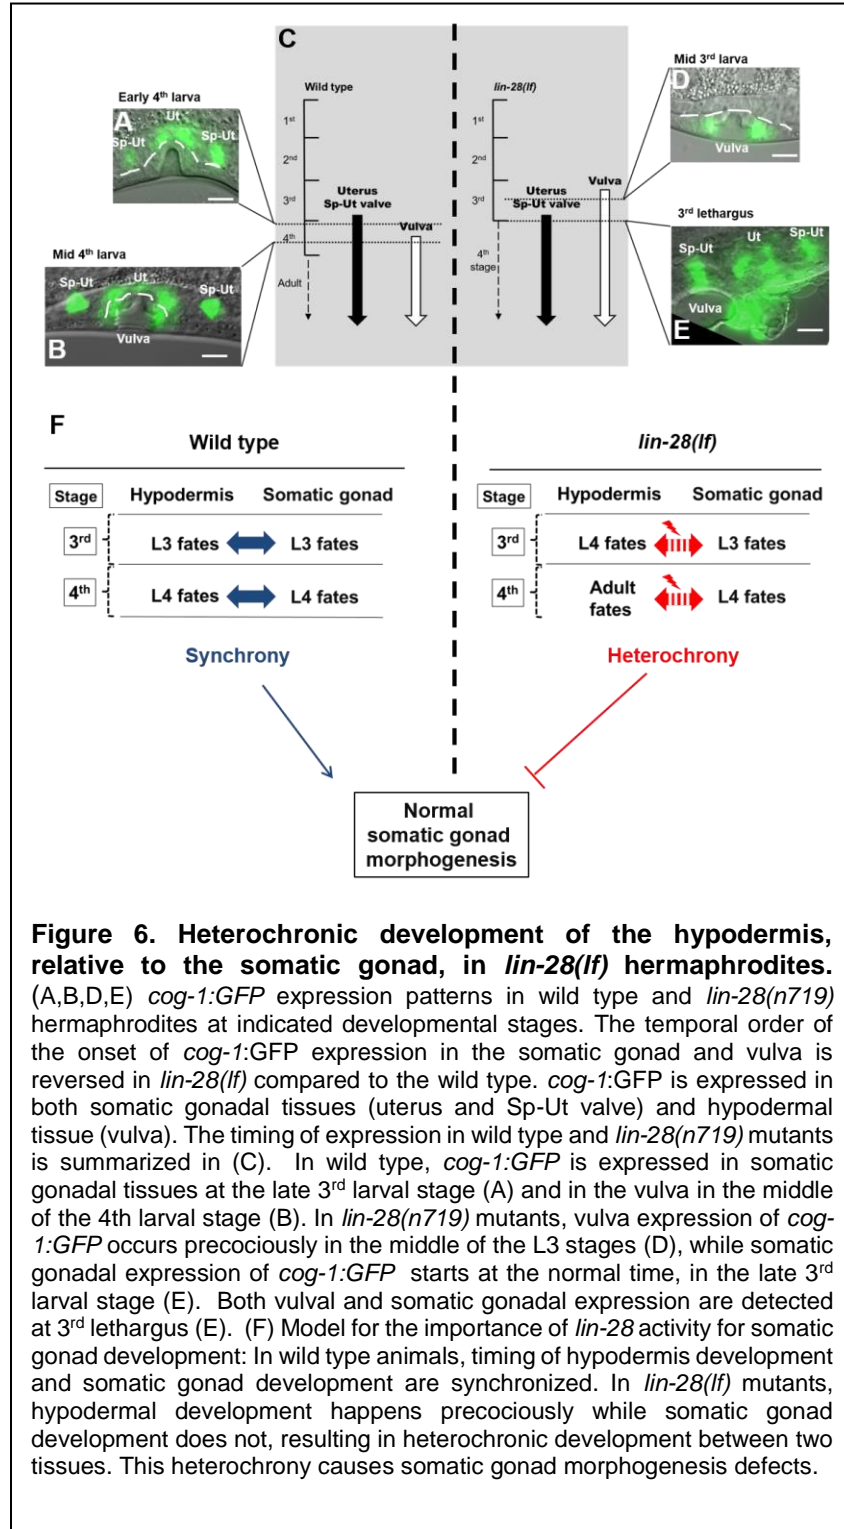 C
Wild type
lin-28(lf)
1st
2nd
3rd
4th
Adult
Uterus
Sp-Ut valve
Vulva
1st
2nd
3rd
4th
stage
Uterus
Sp-Ut valve
Vulva
Early 4th larva
A
Ut
Sp-Ut
Sp-Ut
Mid 4th larva
Sp-Ut
Ut
Sp-Ut
Vulva
B
Mid 3rd larva
D
Vulva
3rd lethargus
Sp-Ut
Ut
Sp-Ut
Vulva
E
F
Wild type
Stage
Hypodermis
Somatic gonad
3rd
L3 fates
L3 fates
4th
L4 fates
L4 fates
Synchrony
lin-28(lf)
Stage
Hypodermis
Somatic gonad
3rd
L4 fates
L3 fates
4th
Adult
fates
L4 fates
Heterochrony
Normal
somatic gonad
morphogenesis
Figure 6. Heterochronic development of the hypodermis,
relative to the somatic gonad, in lin-28(lf) hermaphrodites.
(A,B,D,E) cog-1:GFP expression patterns in wild type and lin-28(n719)
hermaphrodites at indicated developmental stages. The temporal order of
the onset of cog-1:GFP expression in the somatic gonad and vulva is
reversed in lin-28(lf) compared to the wild type. cog-1:GFP is expressed in
both somatic gonadal tissues (uterus and Sp-Ut valve) and hypodermal
tissue (vulva). The timing of expression in wild type and lin-28(n719) mutants
is summarized in (C). In wild type, cog-1:GFP is expressed in somatic
gonadal tissues at the late 3rd larval stage (A) and in the vulva in the middle
of the 4th larval stage (B). In lin-28(n719) mutants, vulva expression of cog-
1:GFP occurs precociously in the middle of the L3 stages (D), while somatic
gonadal expression of cog-1:GFP starts at the normal time, in the late 3rd
larval stage (E). Both vulval and somatic gonadal expression are detected
at 3rd lethargus (E). (F) Model for the importance of lin-28 activity for somatic
gonad development: In wild type animals, timing of hypodermis development
and somatic gonad development are synchronized. In lin-28(lf) mutants,
hypodermal development happens precociously while somatic gonad
development does not, resulting in heterochronic development between two
tissues. This heterochrony causes somatic gonad morphogenesis defects.